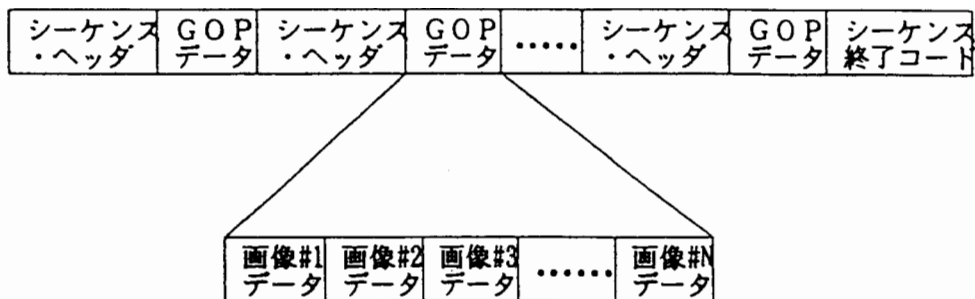 シーケンス GOP シーケンス GOP ..... シーケンス GOP シーケンス
・ヘッダ データ ・ヘッダ データ ・ヘッダ データ 終了コード
画像#1 画像#2 画像#3 ...... 画像#N
データ データ データ データ